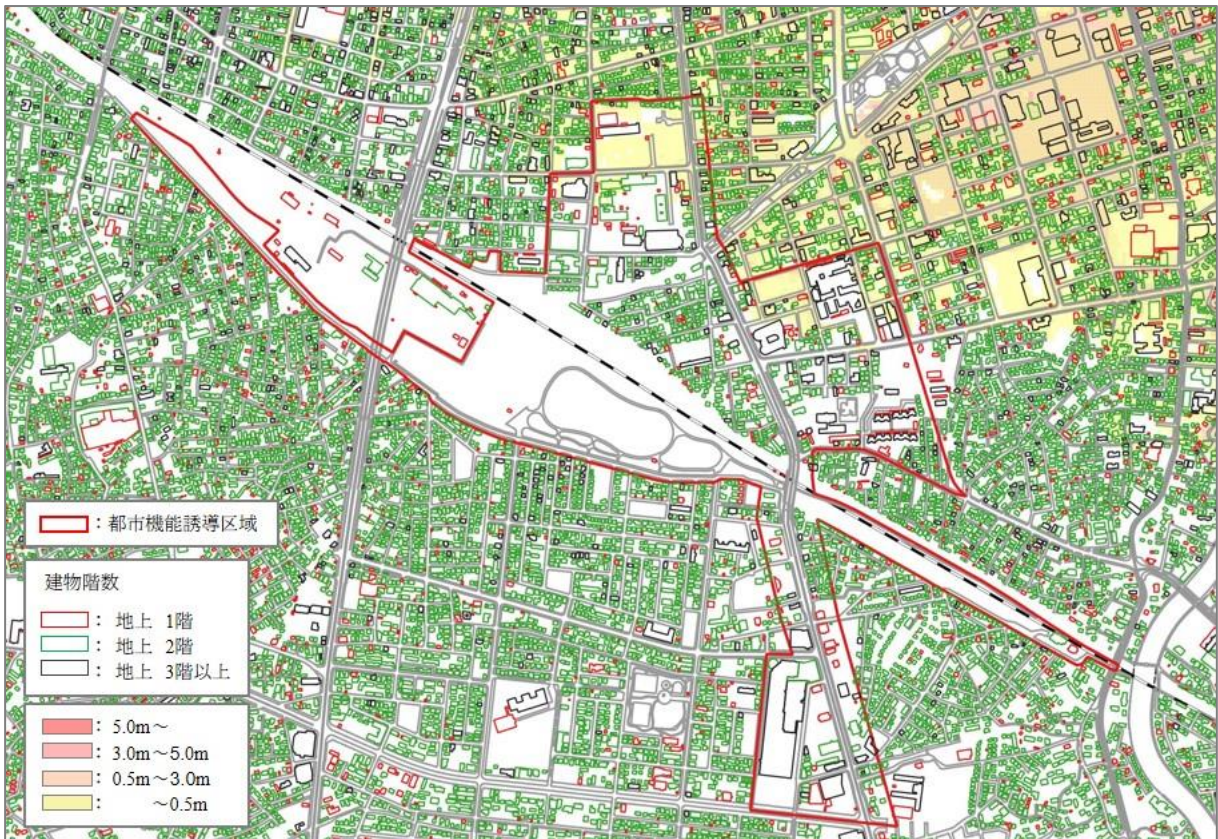 ：都市機能誘導区域
建物階数
：地上 1階
：地上 2階
：地上 3階以上
：5.0m～
：3.0m～5.0m
：0.5m～3.0m
：～0.5m